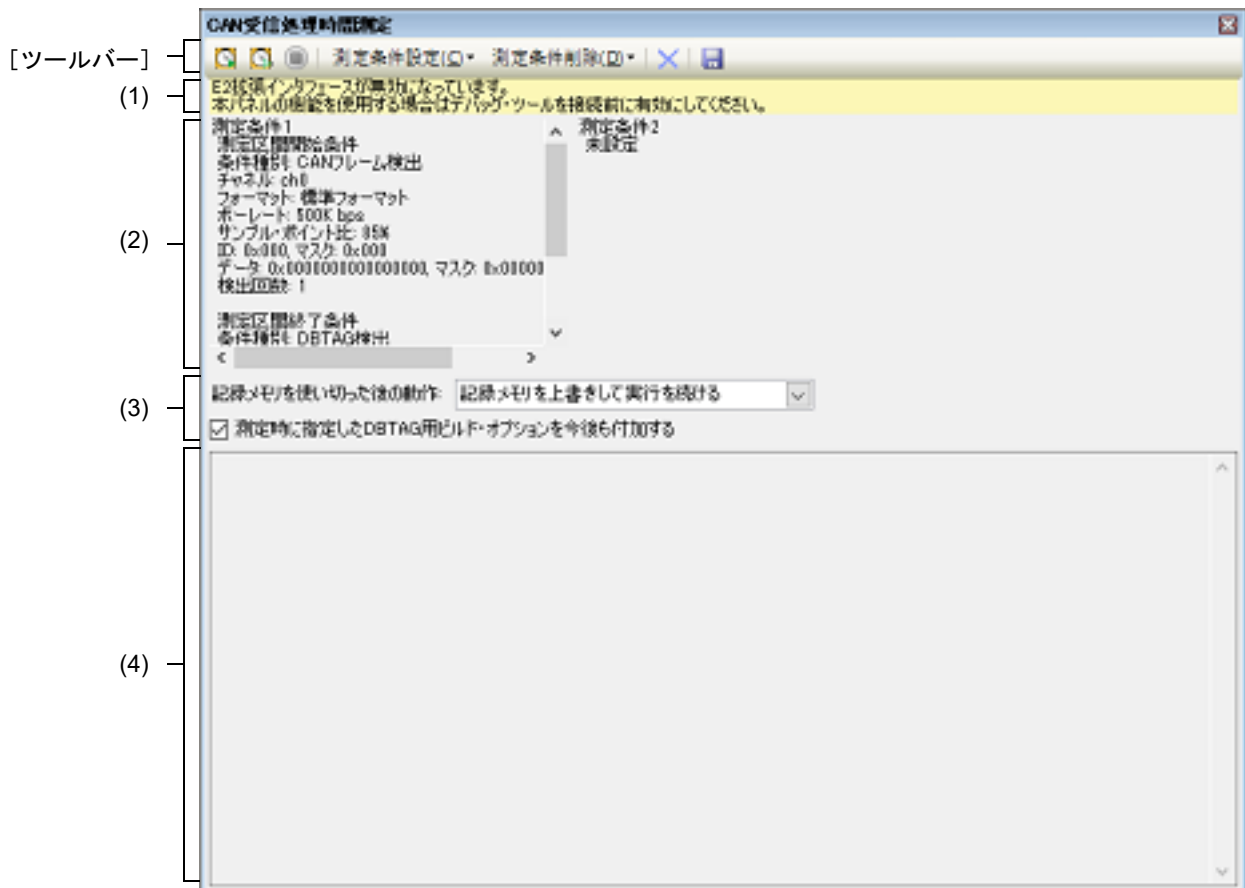 CAN受信処理時間測定
[ツールバー]
測定条件設定(C) 測定条件削除(D)
(1)
E2拡張インタフェースが無効になっています。
本パネルの機能を使用する場合はデバッグ・ツールを接続前に有効にしてください。
(2)
測定条件1
測定区間開始条件
条件種別: CANフレーム検出
チャネル: ch0
フォーマット: 標準フォーマット
ボーレート: 500K bps
サンプル・ポイント比: 85%
ID: 0x000, マスク: 0x000
データ: 0x0000000000000000, マスク: 0x00000
検出回数: 1
測定区間終了条件
条件種別: DBTAG検出
測定条件2
未設定
(3)
記録メモリを使い切った後の動作: 記録メモリを上書きして実行を続ける
測定時に指定したDBTAG用ビルド・オプションを今後も付加する
(4)